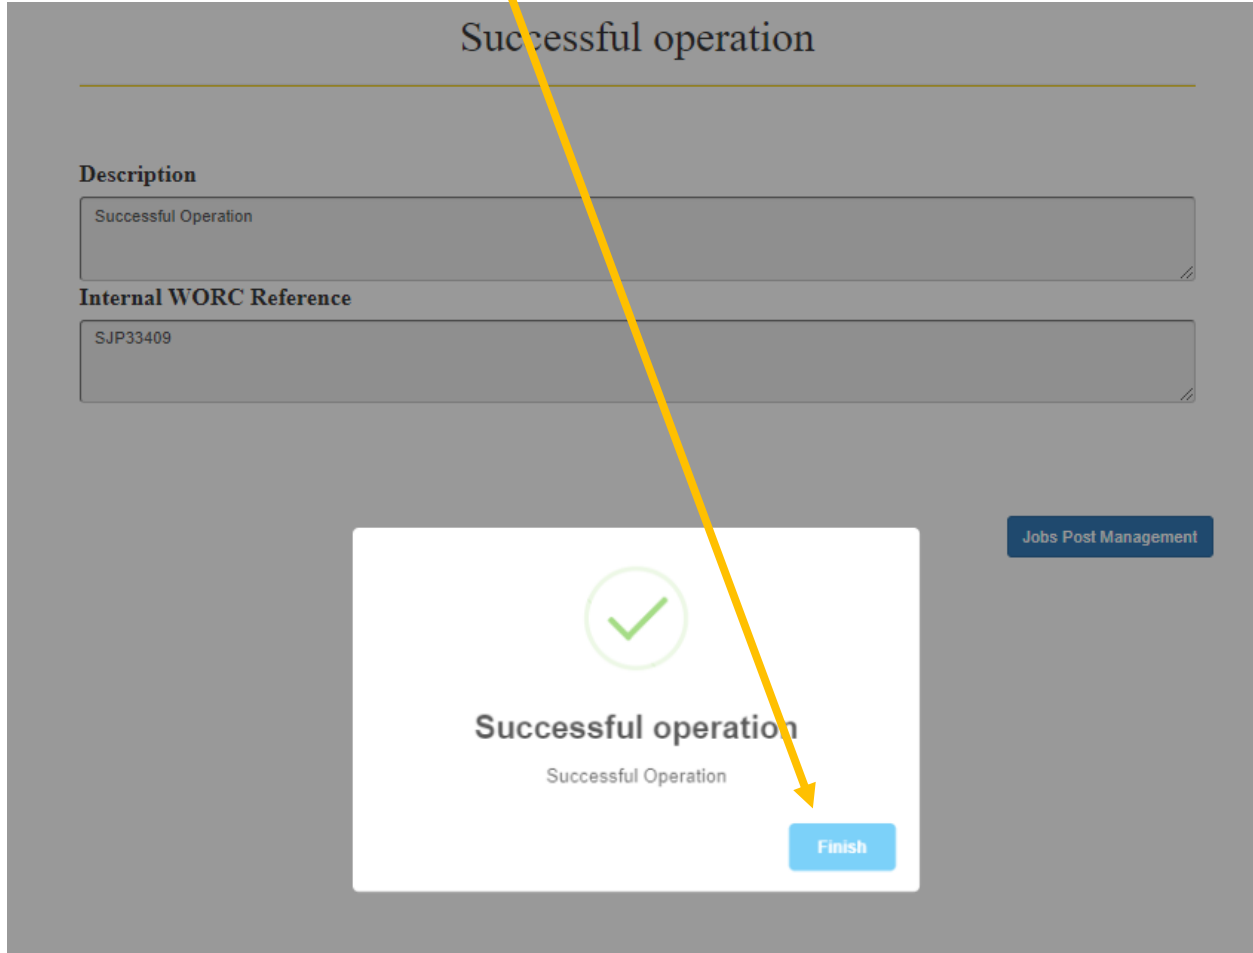 Successful operation
Description
Successful Operation
Internal WORC Reference
SJP33409
Jobs Post Management
Successful operation
Successful Operation
Finish